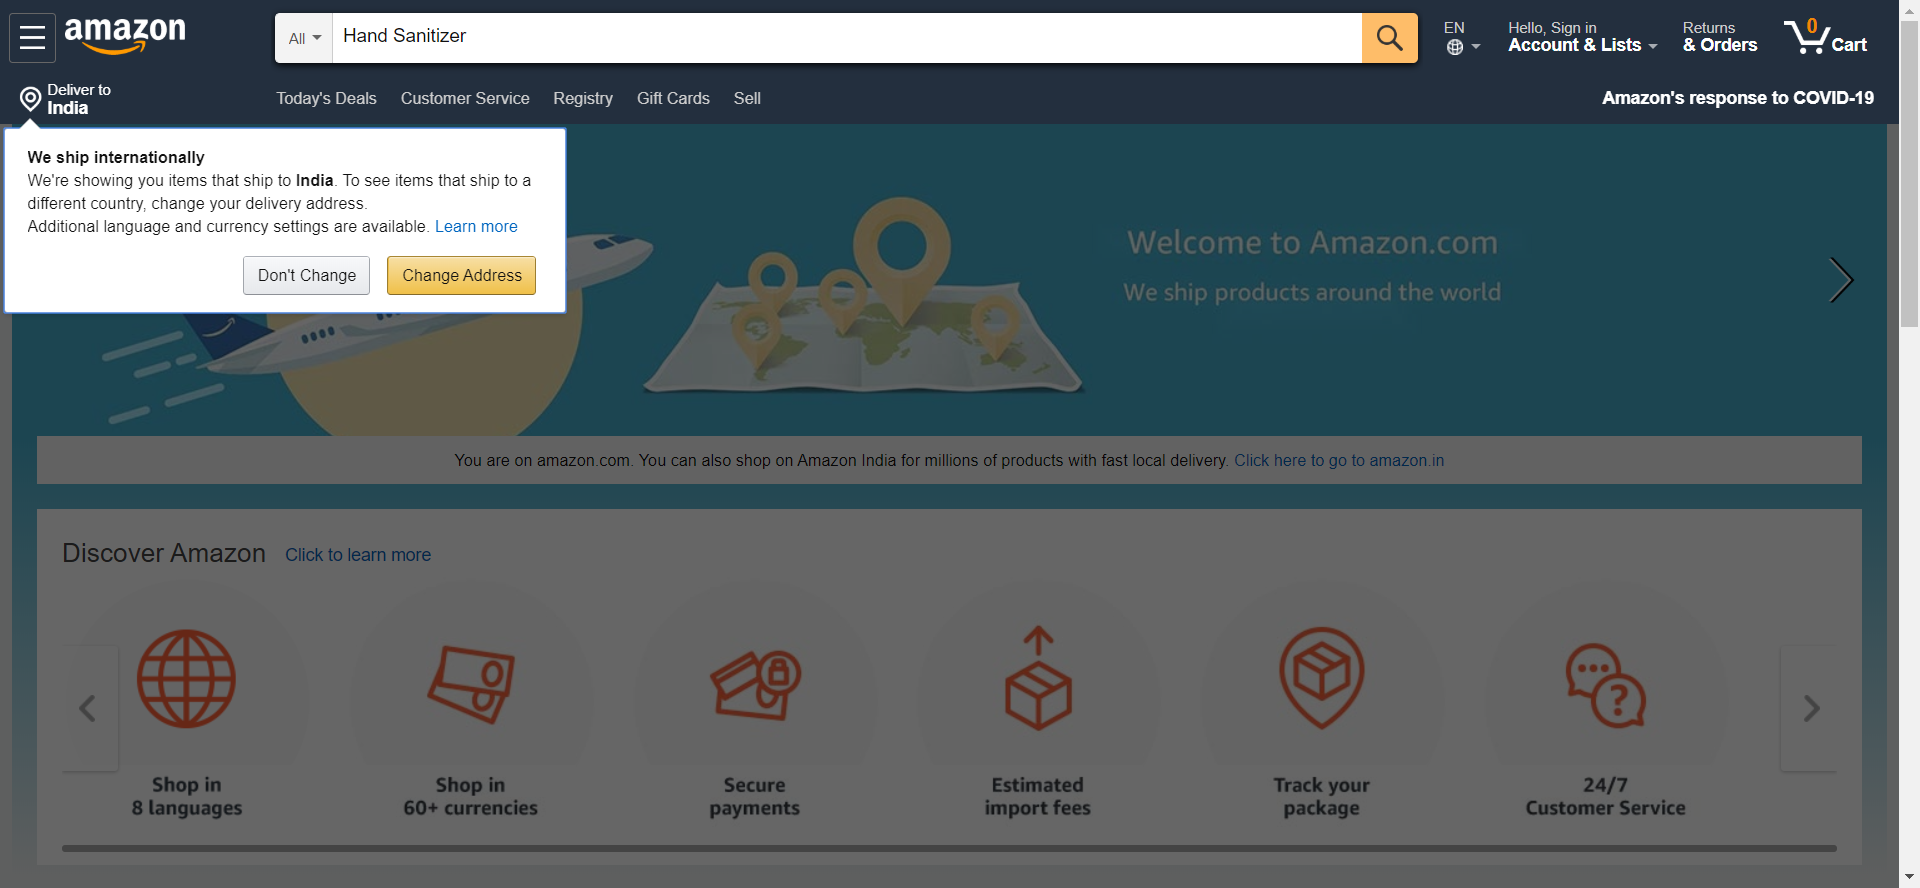 amazon
All
Hand Sanitizer
EN
Hello, Sign in
Account & Lists
Returns
& Orders
0
Cart
Deliver to
India
Today's Deals
Customer Service
Registry
Gift Cards
Sell
Amazon's response to COVID-19
We ship internationally
We're showing you items that ship to India. To see items that ship to a
different country, change your delivery address.
Additional language and currency settings are available. Learn more
Don't Change
Change Address
Welcome to Amazon.com
We ship products around the world
You are on amazon.com. You can also shop on Amazon India for millions of products with fast local delivery. Click here to go to amazon.in
Discover Amazon
Click to learn more
Shop in
8 languages
Shop in
60+ currencies
Secure
payments
Estimated
import fees
Track your
package
24/7
Customer Service